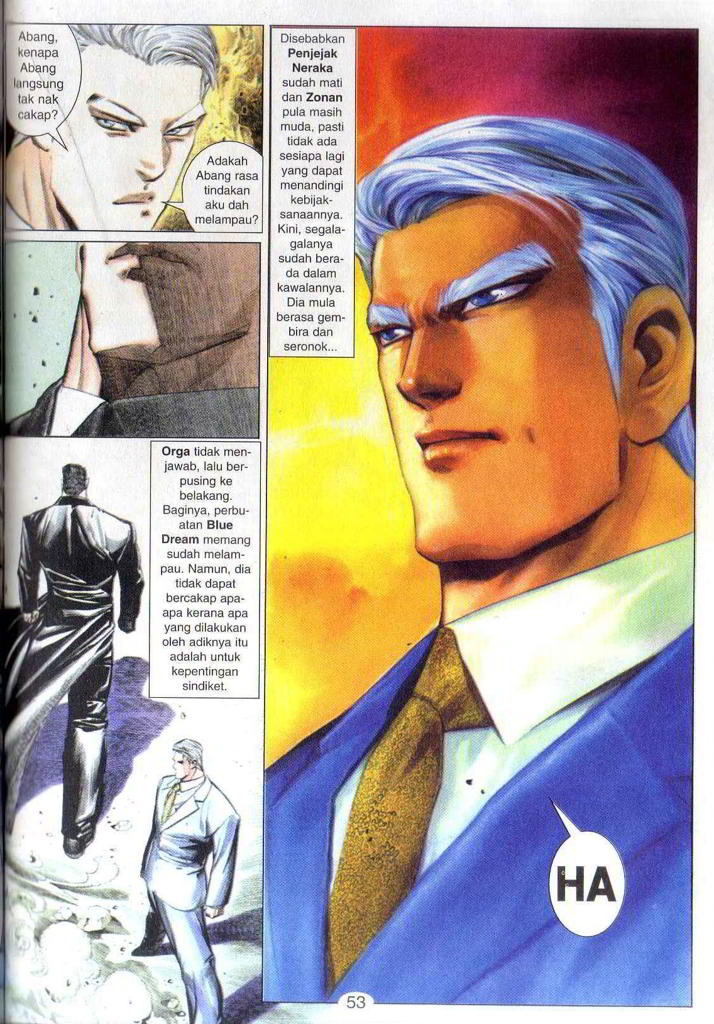 Abang,
kenapa
Abang
langsung
tak nak
cakap?
Adakah
Abang rasa
tindakan
aku dah
melampau?
Orga tidak men-
jawab, lalu ber-
pusing ke
belakang.
Baginya, perbu-
atan Blue
Dream memang
sudah melam-
pau. Namun, dia
tidak dapat
bercakap apa-
apa kerana apa
yang dilakukan
oleh adiknya itu
adalah untuk
kepentingan
sindiket.
Disebabkan
Penjejak
Neraka
sudah mati
dan Zonan
pula masih
muda, pasti
tidak ada
sesiapa lagi
yang dapat
menandingi
kebijak-
sanaannya.
Kini, segala-
galanya
sudah bera-
da dalam
kawalannya.
Dia mula
berasa gem-
bira dan
seronok...
HA
53